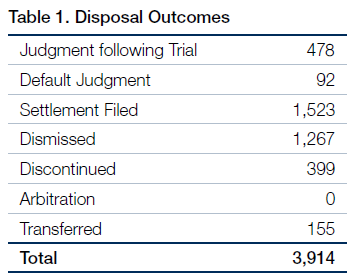 Table 1. Disposal Outcomes
Judgment following Trial 478
Default Judgment 92
Settlement Filed 1,523
Dismissed 1,267
Discontinued 399
Arbitration 0
Transferred 155
Total 3,914